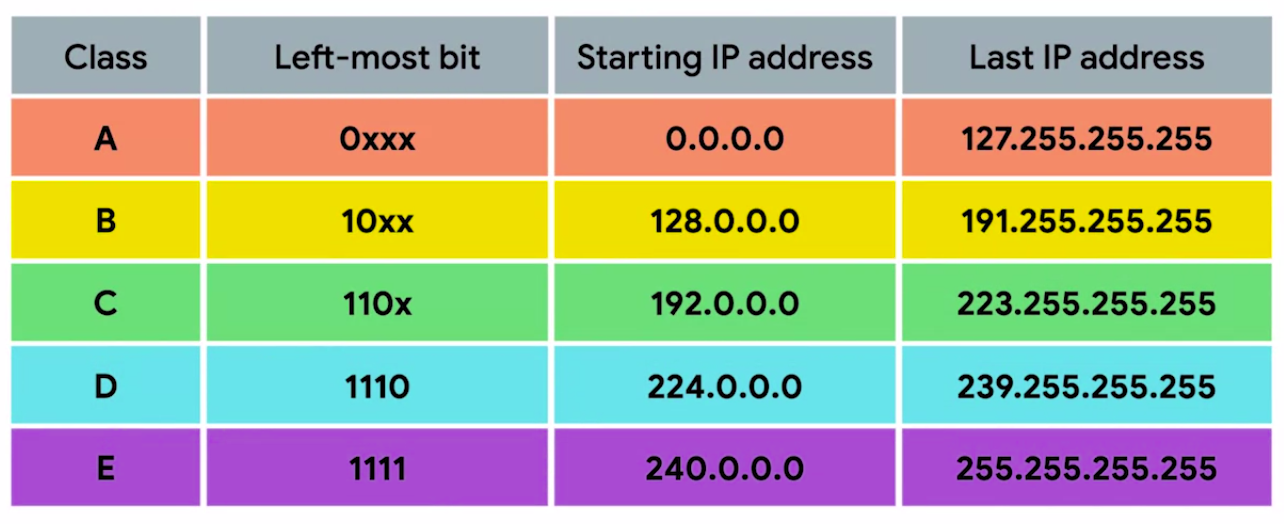 Class Left-most bit Starting IP address Last IP address
A 0xxx 0.0.0.0 127.255.255.255
B 10xx 128.0.0.0 191.255.255.255
C 110x 192.0.0.0 223.255.255.255
D 1110 224.0.0.0 239.255.255.255
E 1111 240.0.0.0 255.255.255.255